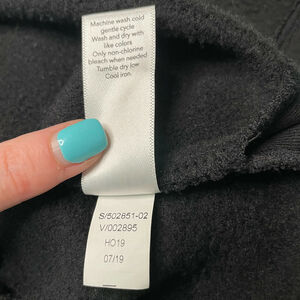 Machine wash cold
gentle cycle
Wash and dry with
like colors
Only non-chlorine
bleach when needed
Tumble dry low
Cool iron.
S/502851-02
V/002895
HO19
07/19